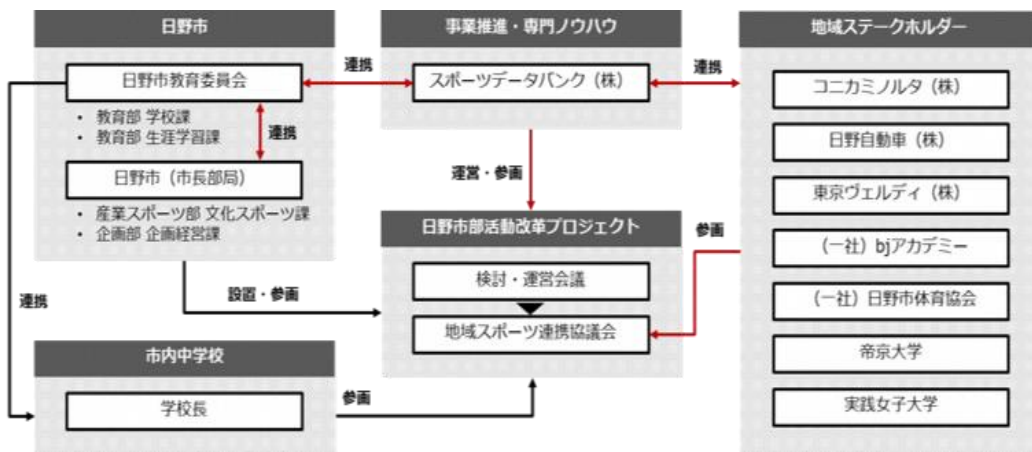 日野市
日野市教育委員会
・ 教育部 学校課
・ 教育部 生涯学習課
連携
日野市（市長部局）
・ 産業スポーツ部 文化スポーツ課
・ 企画部 企画経営課
連携
事業推進・専門ノウハウ
スポーツデータバンク（株）
連携
運営・参画
地域ステークホルダー
コニカミノルタ（株）
日野自動車（株）
東京ヴェルディ（株）
（一社）bjアカデミー
（一社）日野市体育協会
帝京大学
実践女子大学
日野市部活動改革プロジェクト
検討・運営会議
地域スポーツ連携協議会
参画
設置・参画
連携
市内中学校
学校長
参画